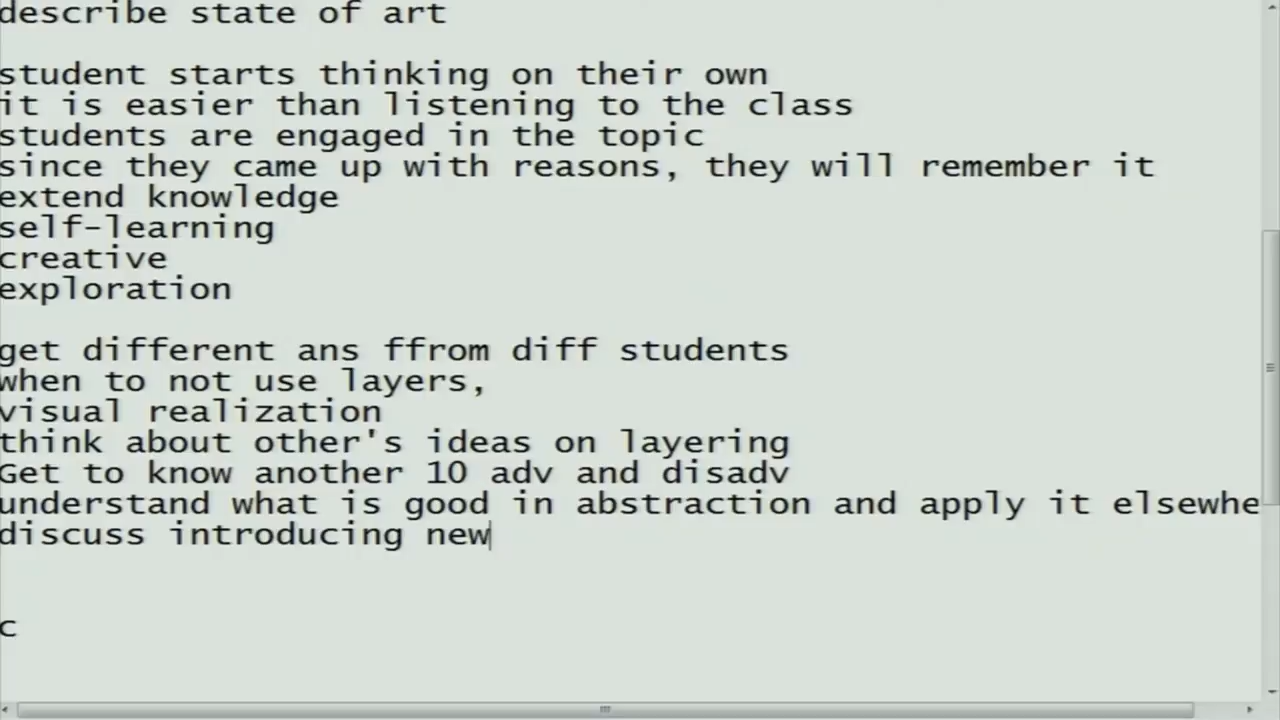 describe state of art
student starts thinking on their own
it is easier than listening to the class
students are engaged in the topic
since they came up with reasons, they will remember it
extend knowledge
self-learning
creative
exploration
get different ans ffrom diff students
when to not use layers,
visual realization
think about other's ideas on layering
Get to know another 10 adv and disadv
understand what is good in abstraction and apply it elsewhe
discuss introducing new
c